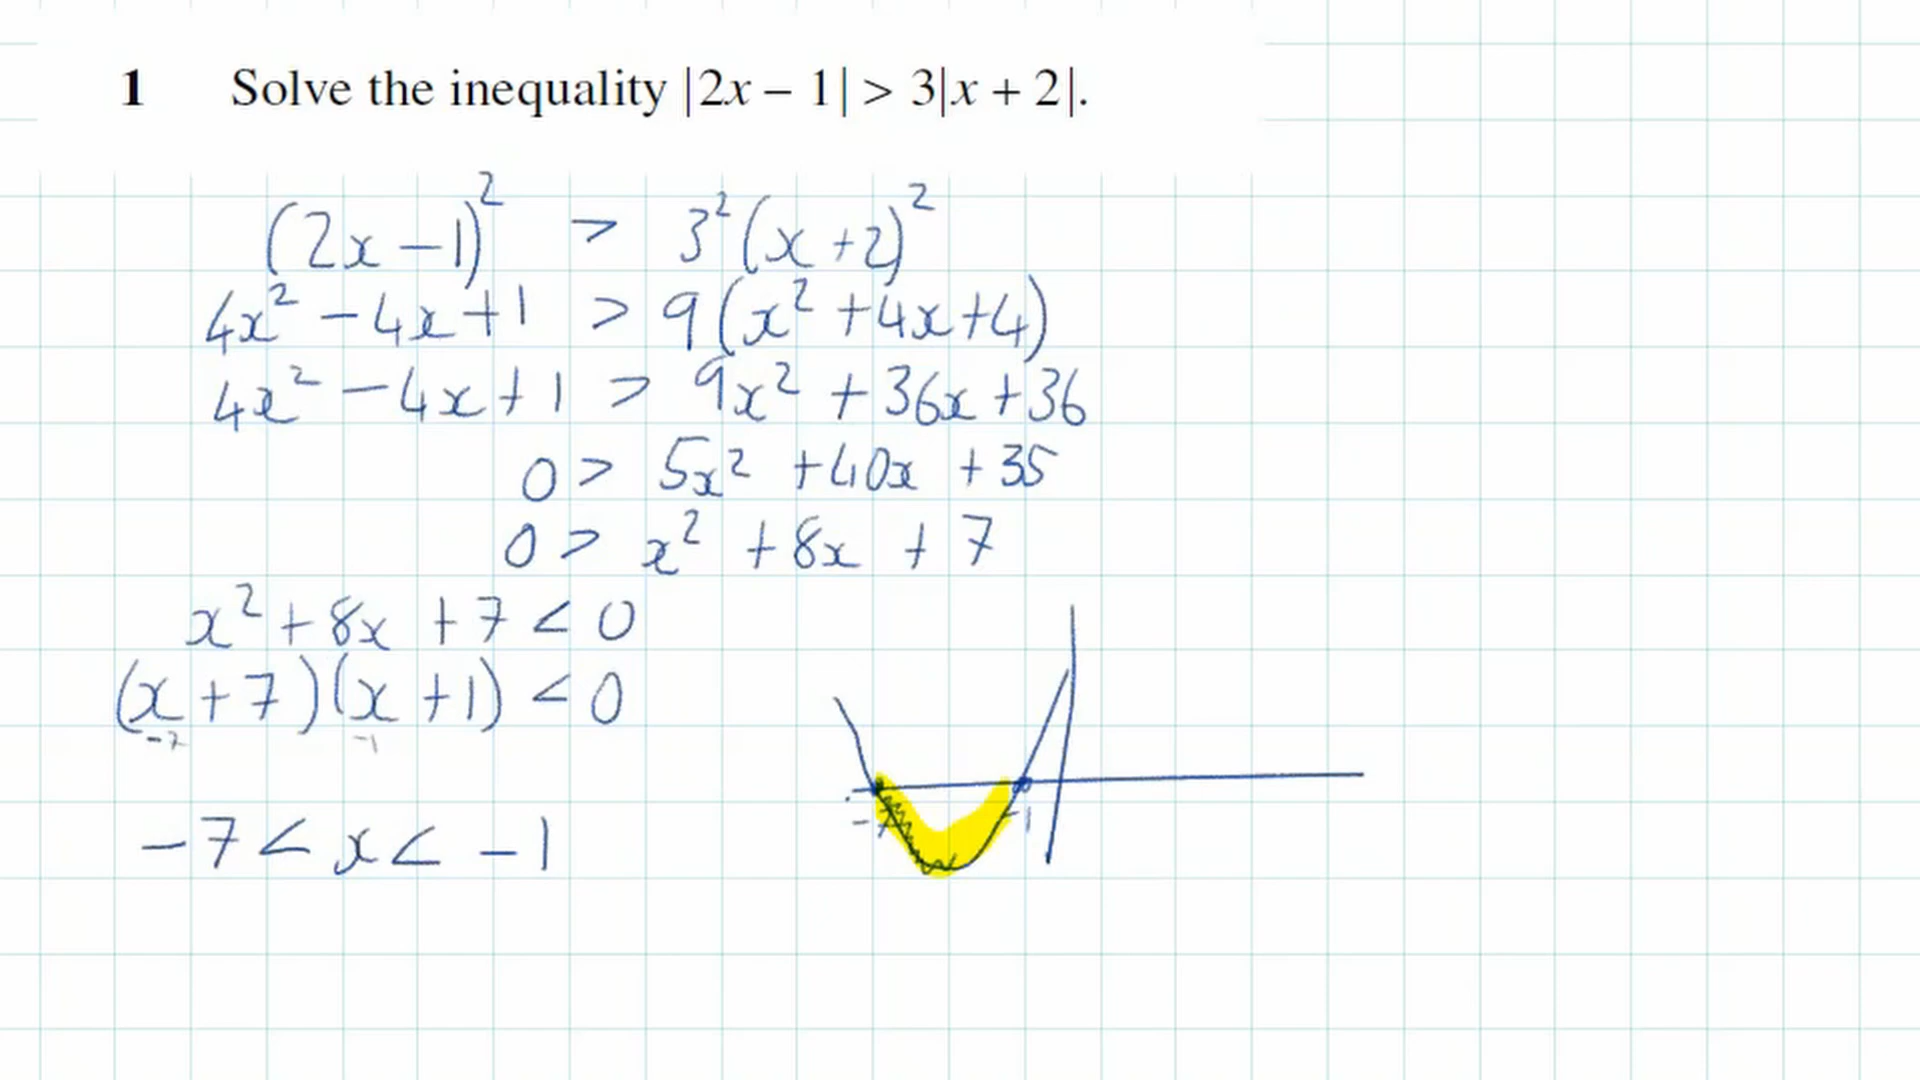 1 Solve the inequality |2x − 1| > 3|x + 2|.
(2x − 1)² > 3²(x + 2)²
4x² − 4x + 1 > 9(x² + 4x + 4)
4x² − 4x + 1 > 9x² + 36x + 36
0 > 5x² + 40x + 35
0 > x² + 8x + 7
x² + 8x + 7 < 0
(x + 7)(x + 1) < 0
−7 −1
−7 −1
−7 < x < −1